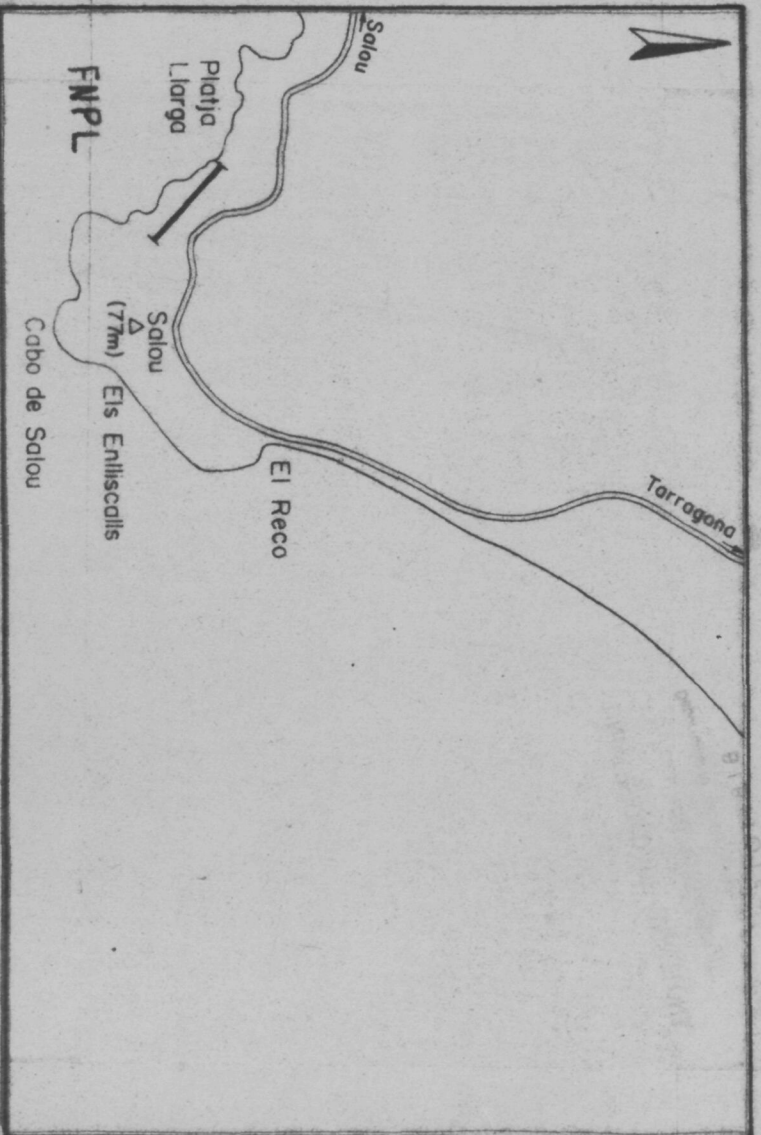 Salou
Platja
Llarga
FNPL
Salou
(77m)
Els Enlliscalls
Cabo de Salou
El Reco
Tarragona